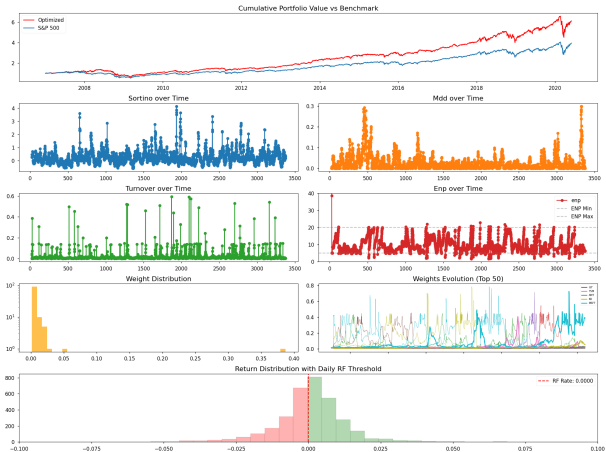 Cumulative Portfolio Value vs Benchmark
Optimized
S&P 500
6
4
2
2008
2010
2012
2014
2016
2018
2020
Sortino over Time
Mdd over Time
4
3
2
1
0
0.3
0.2
0.1
0.0
0 500 1000 1500 2000 2500 3000 3500
0 500 1000 1500 2000 2500 3000 3500
Turnover over Time
Enp over Time
0.6
0.4
0.2
0.0
40
30
20
10
0
enp
ENP Min
ENP Max
0 500 1000 1500 2000 2500 3000 3500
0 500 1000 1500 2000 2500 3000 3500
Weight Distribution
Weights Evolution (Top 50)
10²
10¹
10⁰
0.8
0.6
0.4
0.2
0.0
0.00 0.05 0.10 0.15 0.20 0.25 0.30 0.35 0.40
Return Distribution with Daily RF Threshold
800
600
400
200
0
RF Rate: 0.0000
−0.100 −0.075 −0.050 −0.025 0.000 0.025 0.050 0.075 0.100